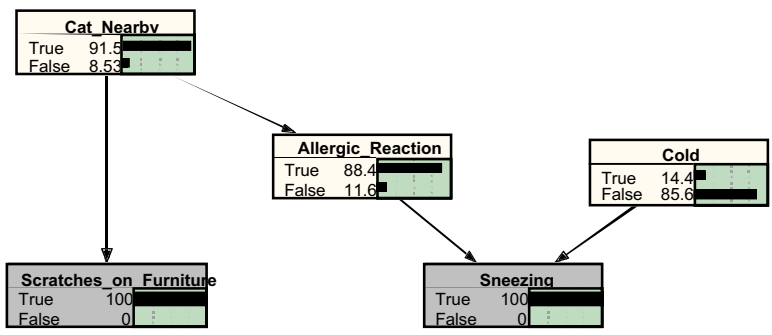 Cat_Nearby
True 91.5
False 8.53
Allergic_Reaction
True 88.4
False 11.6
Cold
True 14.4
False 85.6
Scratches_on_Furniture
True 100
False 0
Sneezing
True 100
False 0